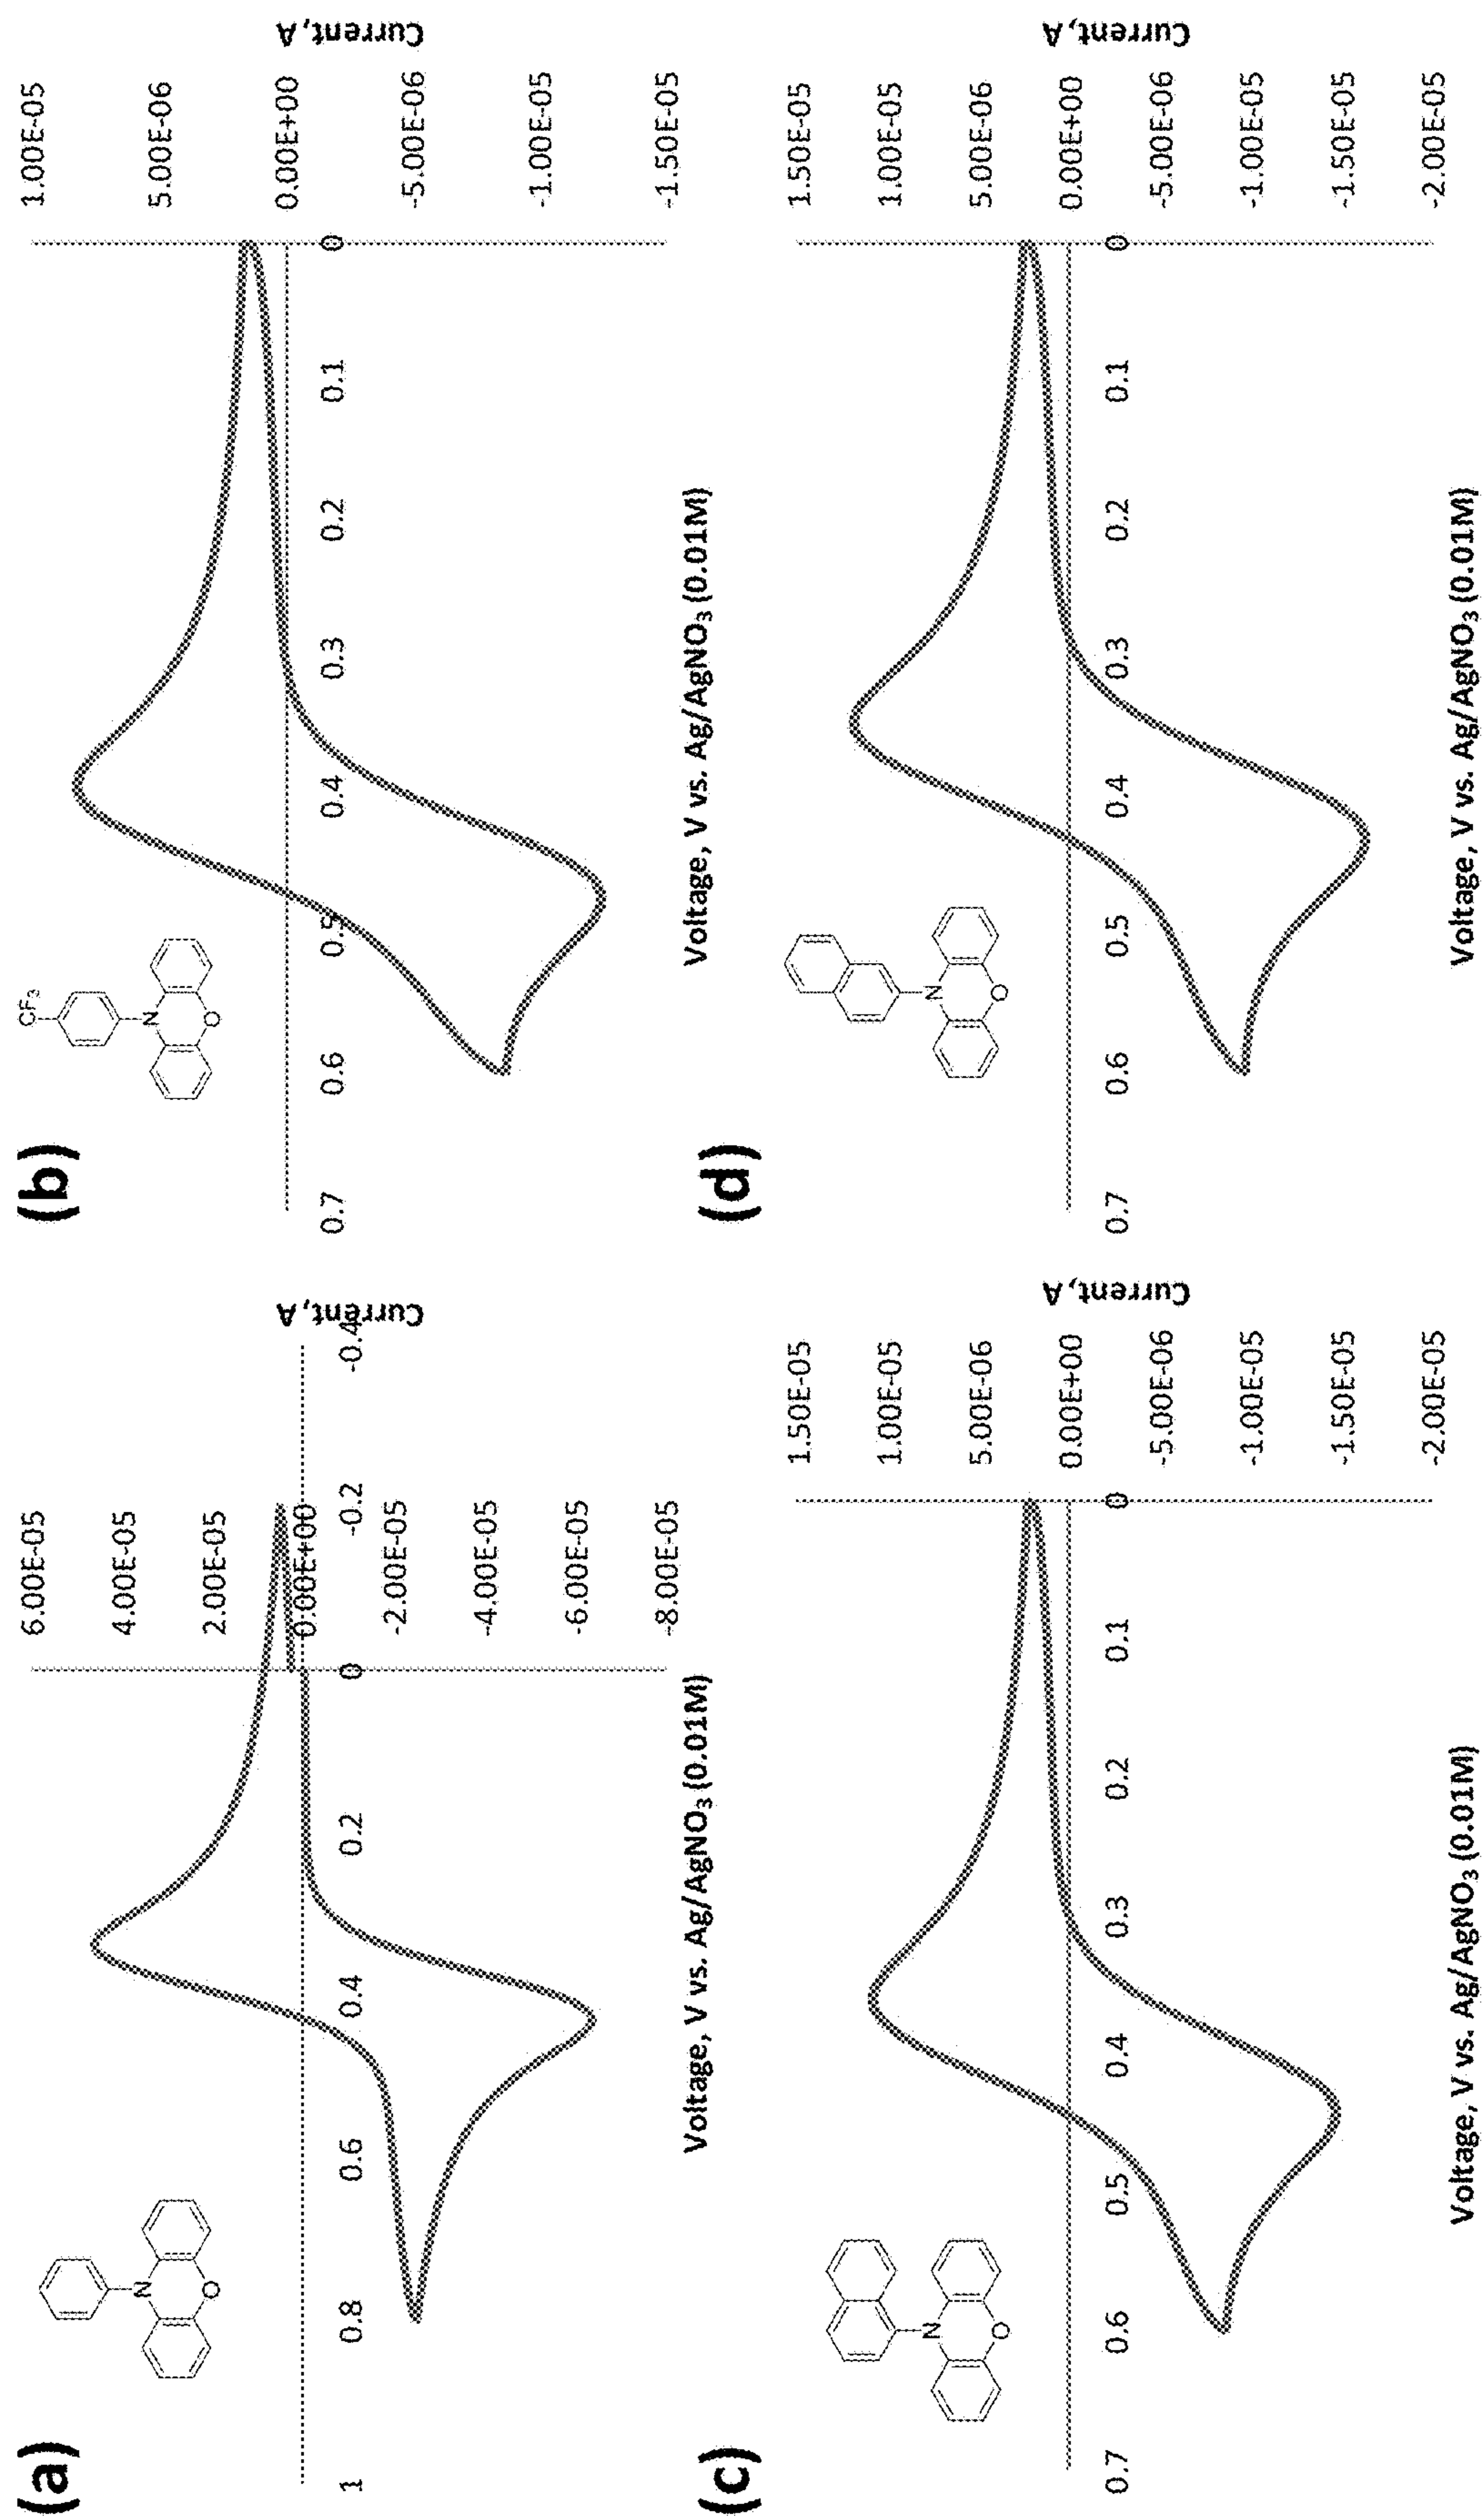 (a)
N
O
6.00E-05
4.00E-05
2.00E-05
0.00E+00
-2.00E-05
-4.00E-05
-6.00E-05
-8.00E-05
1
0.8
0.6
0.4
0.2
0
-0.2
-0.4
Current, A
Voltage, V vs. Ag/AgNO₃ (0.01M)
(b)
CF₃
N
O
1.00E-05
5.00E-06
0.00E+00
-5.00E-06
-1.00E-05
-1.50E-05
0.7
0.6
0.5
0.4
0.3
0.2
0.1
0
Current, A
Voltage, V vs. Ag/AgNO₃ (0.01M)
(c)
N
O
1.50E-05
1.00E-05
5.00E-06
0.00E+00
-5.00E-06
-1.00E-05
-1.50E-05
-2.00E-05
0.7
0.6
0.5
0.4
0.3
0.2
0.1
0
Current, A
Voltage, V vs. Ag/AgNO₃ (0.01M)
(d)
N
O
1.50E-05
1.00E-05
5.00E-06
0.00E+00
-5.00E-06
-1.00E-05
-1.50E-05
-2.00E-05
0.7
0.6
0.5
0.4
0.3
0.2
0.1
0
Current, A
Voltage, V vs. Ag/AgNO₃ (0.01M)